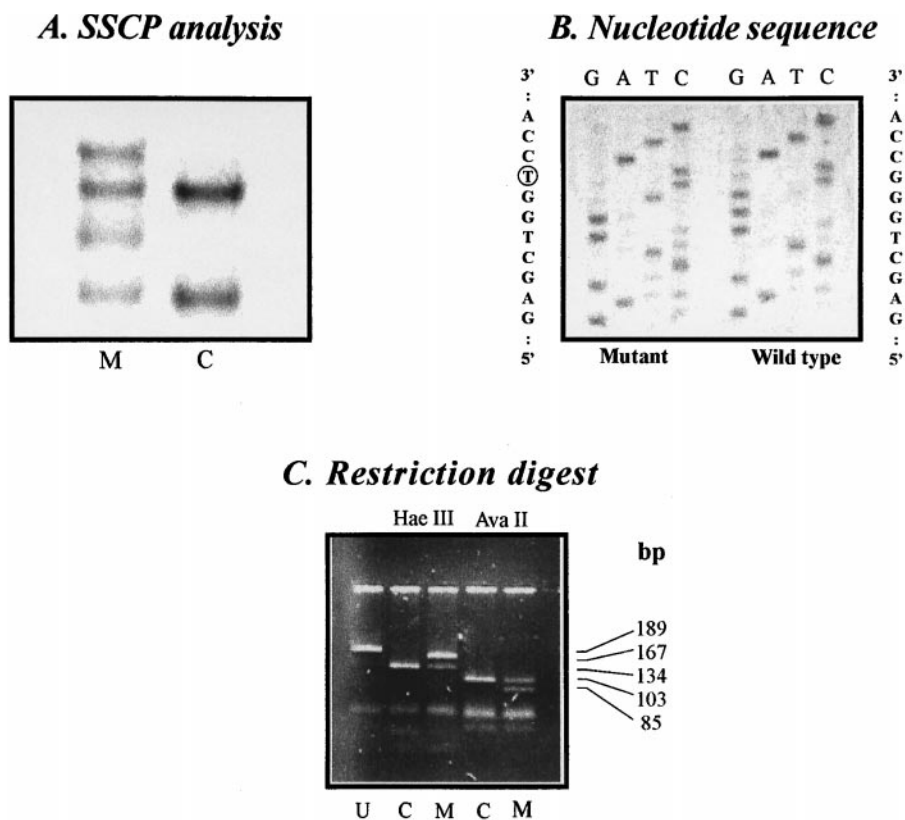 A. SSCP analysis
M C
B. Nucleotide sequence
G A T C G A T C
3'
:
A
C
C
T
G
G
T
C
G
A
G
:
5'
3'
:
A
C
C
G
G
G
T
C
G
A
G
:
5'
Mutant Wild type
C. Restriction digest
Hae III Ava II
bp
189
167
134
103
85
U C M C M